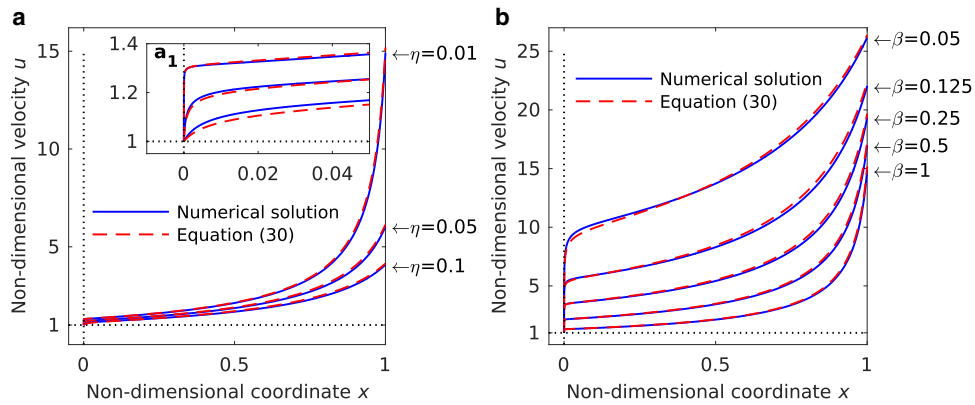 a
Non-dimensional velocity u
15
10
5
1
a₁
1.4
1.2
1
0
0.02
0.04
Numerical solution
Equation (30)
←η=0.01
←η=0.05
←η=0.1
0
0.5
1
Non-dimensional coordinate x
b
Non-dimensional velocity u
25
20
15
10
5
1
Numerical solution
Equation (30)
←β=0.05
←β=0.125
←β=0.25
←β=0.5
←β=1
0
0.5
1
Non-dimensional coordinate x